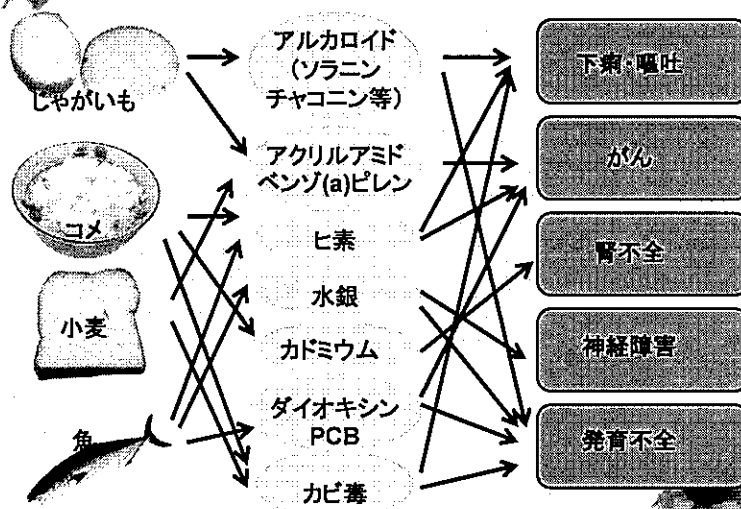 じゃがいも
コメ
小麦
魚
アルカロイド
(ソラニン
チャコニン等)
アクリルアミド
ベンゾ(a)ピレン
ヒ素
水銀
カドミウム
ダイオキシン
PCB
カビ毒
下痢・嘔吐
がん
腎不全
神経障害
発育不全